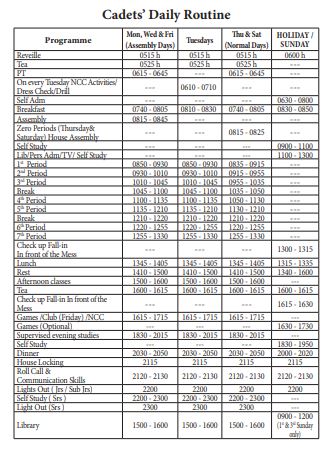 Cadets' Daily Routine
Programme Mon, Wed & Fri (Assembly Days) Tuesdays Thu & Sat (Normal Days) HOLIDAY / SUNDAY
Reveille 0515 h 0515 h 0515 h 0600 h
Tea 0525 h 0525 h 0525 h ---
PT 0615 - 0645 --- 0615 - 0645 ---
On every Tuesday NCC Activities/
Dress Check/Drill --- 0610 - 0710 --- ---
Self Adm --- --- --- 0630 - 0800
Breakfast 0740 - 0805 0810 - 0830 0740 - 0805 0830 - 0850
Assembly 0815 - 0845 --- --- ---
Zero Periods (Thursday&
Saturday) House Assembly --- --- 0815 - 0825 ---
Self Study --- --- --- 0900 - 1100
Lib/Pers Adm/TV/ Self Study --- --- --- 1100 - 1300
1st Period 0850 - 0930 0850 - 0930 0835 - 0915 ---
2nd Period 0930 - 1010 0930 - 1010 0915 - 0955 ---
3rd Period 1010 - 1045 1010 - 1045 0955 - 1035 ---
Break 1045 - 1100 1045 - 1100 1035 - 1050 ---
4th Period 1100 - 1135 1100 - 1135 1050 - 1130 ---
5th Period 1135 - 1210 1135 - 1210 1130 - 1210 ---
Break 1210 - 1220 1210 - 1220 1210 - 1220 ---
6th Period 1220 - 1255 1220 - 1255 1220 - 1255 ---
7th Period 1255 - 1330 1255 - 1330 1255 - 1330 ---
Check up Fall-in
In front of the Mess --- --- --- 1300 - 1315
Lunch 1345 - 1405 1345 - 1405 1345 - 1405 1315 - 1335
Rest 1410 - 1500 1410 - 1500 1410 - 1500 1340 - 1600
Afternoon classes 1500 - 1600 1500 - 1600 1500 - 1600 ---
Tea 1600 - 1615 1600 - 1615 1600 - 1615 1600 - 1615
Check up Fall-in In front of the
Mess --- --- --- 1615 - 1630
Games /Club (Friday) /NCC 1615 - 1715 1615 - 1715 1615 - 1715 ---
Games (Optional) --- --- --- 1630 - 1730
Supervised evening studies 1830 - 2015 1830 - 2015 1830 - 2015 ---
Self Study --- --- --- 1830 - 1950
Dinner 2030 - 2050 2030 - 2050 2030 - 2050 2000 - 2020
House Locking 2115 2115 2115 2115
Roll Call &
Communication Skills 2120 - 2130 2120 - 2130 2120 - 2130 2120 - 2130
Lights Out ( Jrs / Sub Jrs) 2200 2200 2200 2200
Self Study ( Srs ) 2200 - 2300 2200 - 2300 2200 - 2300 ---
Light Out (Srs ) 2300 2300 2300 ---
Library 1500 - 1600 1500 - 1600 1500 - 1600 0900 - 1200 (1st & 3rd Sunday only)